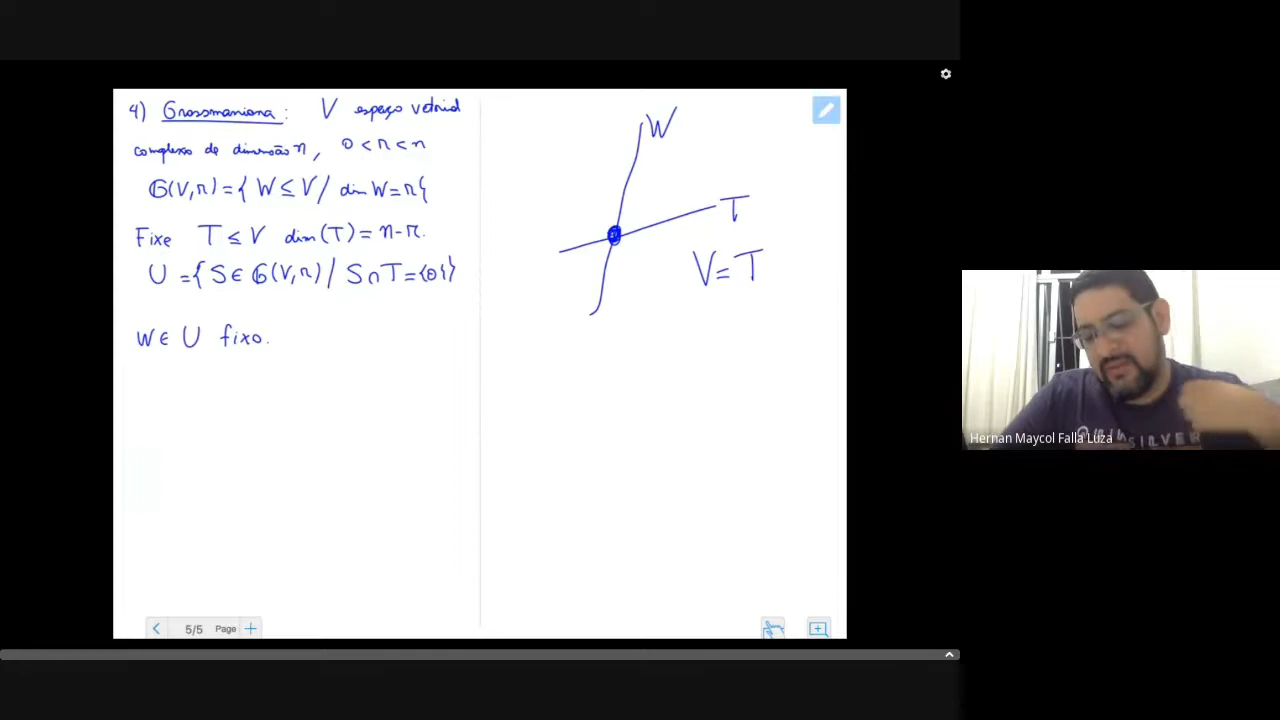 4) Grassmaniana: V espaço vetorial
complexo de dimensão n, 0 < r < n
G(V,r) = { W ≤ V / dim W = r }
Fixe T ≤ V dim(T) = n-r.
U = { S ∈ G(V,r) / S ∩ T = {0} }
W ∈ U fixo.
W
T
V = T
5/5 Page
Hernan Maycol Falla Luza
QUIKSILVER